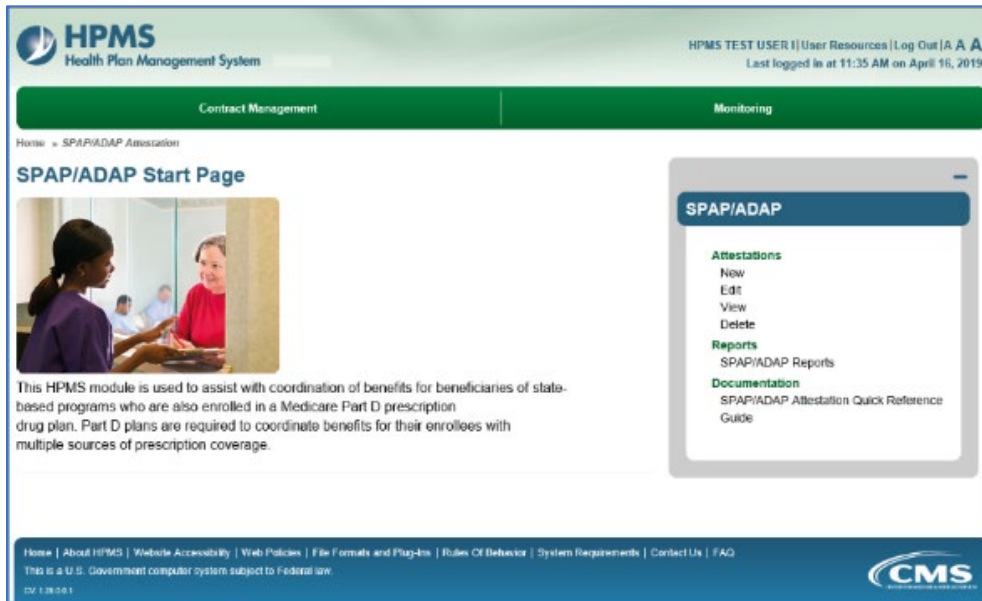 HPMS
Health Plan Management System
HPMS TEST USER I|User Resources|Log Out|A A A
Last logged in at 11:35 AM on April 16, 2019
Contract Management
Monitoring
Home » SPAP/ADAP Attestation
SPAP/ADAP Start Page
This HPMS module is used to assist with coordination of benefits for beneficiaries of state-
based programs who are also enrolled in a Medicare Part D prescription
drug plan. Part D plans are required to coordinate benefits for their enrollees with
multiple sources of prescription coverage.
SPAP/ADAP
Attestations
New
Edit
View
Delete
Reports
SPAP/ADAP Reports
Documentation
SPAP/ADAP Attestation Quick Reference
Guide
Home | About HPMS | Website Accessibility | Web Policies | File Formats and Plug-Ins | Rules Of Behavior | System Requirements | Contact Us | FAQ
This is a U.S. Government computer system subject to Federal law.
CMS